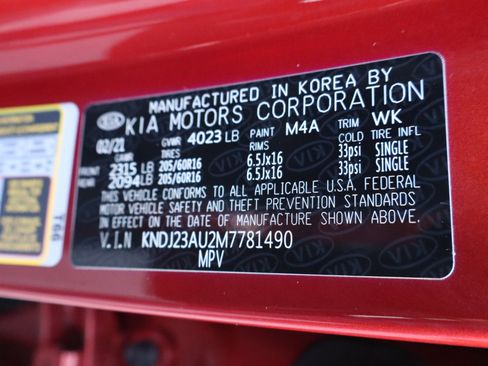 MANUFACTURED IN KOREA BY
KIA MOTORS CORPORATION
02/21 GVWR 4023 LB PAINT M4A TRIM WK
GAWR TIRES RIMS COLD TIRE INFL
FRONT 2315 LB 205/60R16 6.5Jx16 33psi SINGLE
REAR 2094 LB 205/60R16 6.5Jx16 33psi SINGLE
THIS VEHICLE CONFORMS TO ALL APPLICABLE U.S.A. FEDERAL
MOTOR VEHICLE SAFETY AND THEFT PREVENTION STANDARDS
IN EFFECT ON THE DATE OF MANUFACTURE SHOWN ABOVE.
V.I.N KNDJ23AU2M7781490
MPV